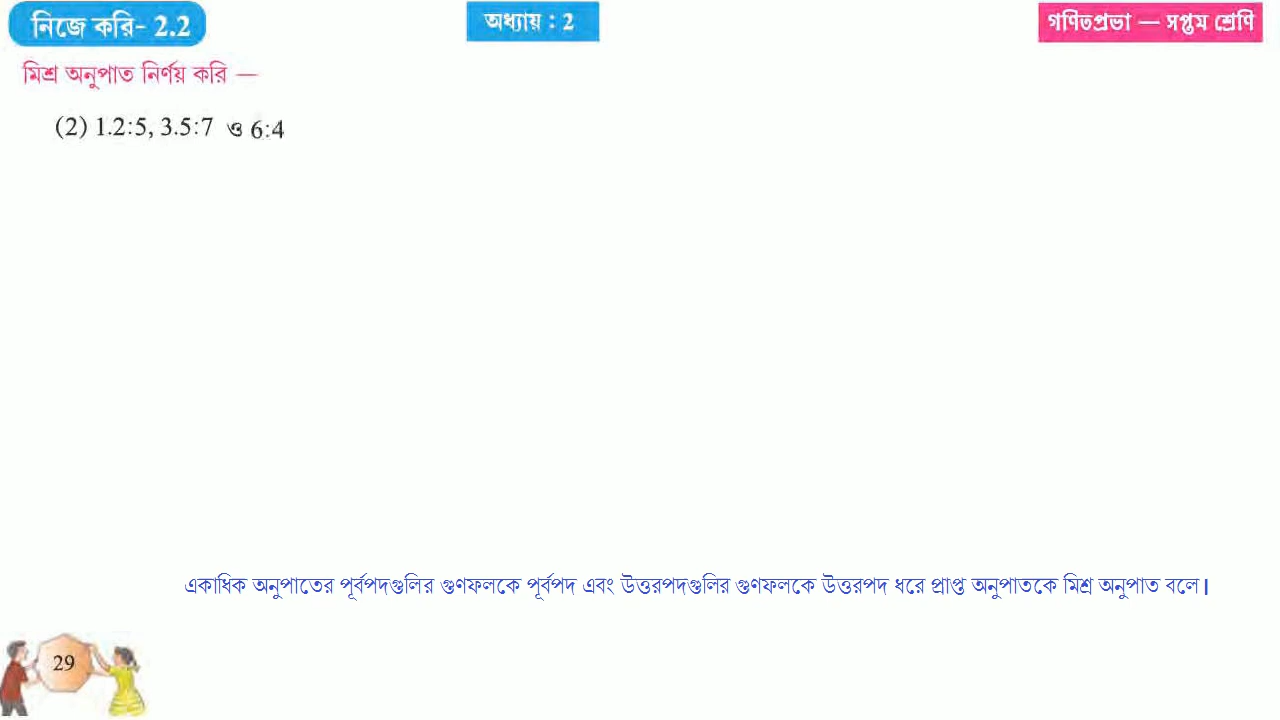 নিজে করি- 2.2
অধ্যায় : 2
গণিতপ্রভা — সপ্তম শ্রেণি
মিশ্র অনুপাত নির্ণয় করি —
(2) 1.2:5, 3.5:7 ও 6:4
একাধিক অনুপাতের পূর্বপদগুলির গুণফলকে পূর্বপদ এবং উত্তরপদগুলির গুণফলকে উত্তরপদ ধরে প্রাপ্ত অনুপাতকে মিশ্র অনুপাত বলে।
29